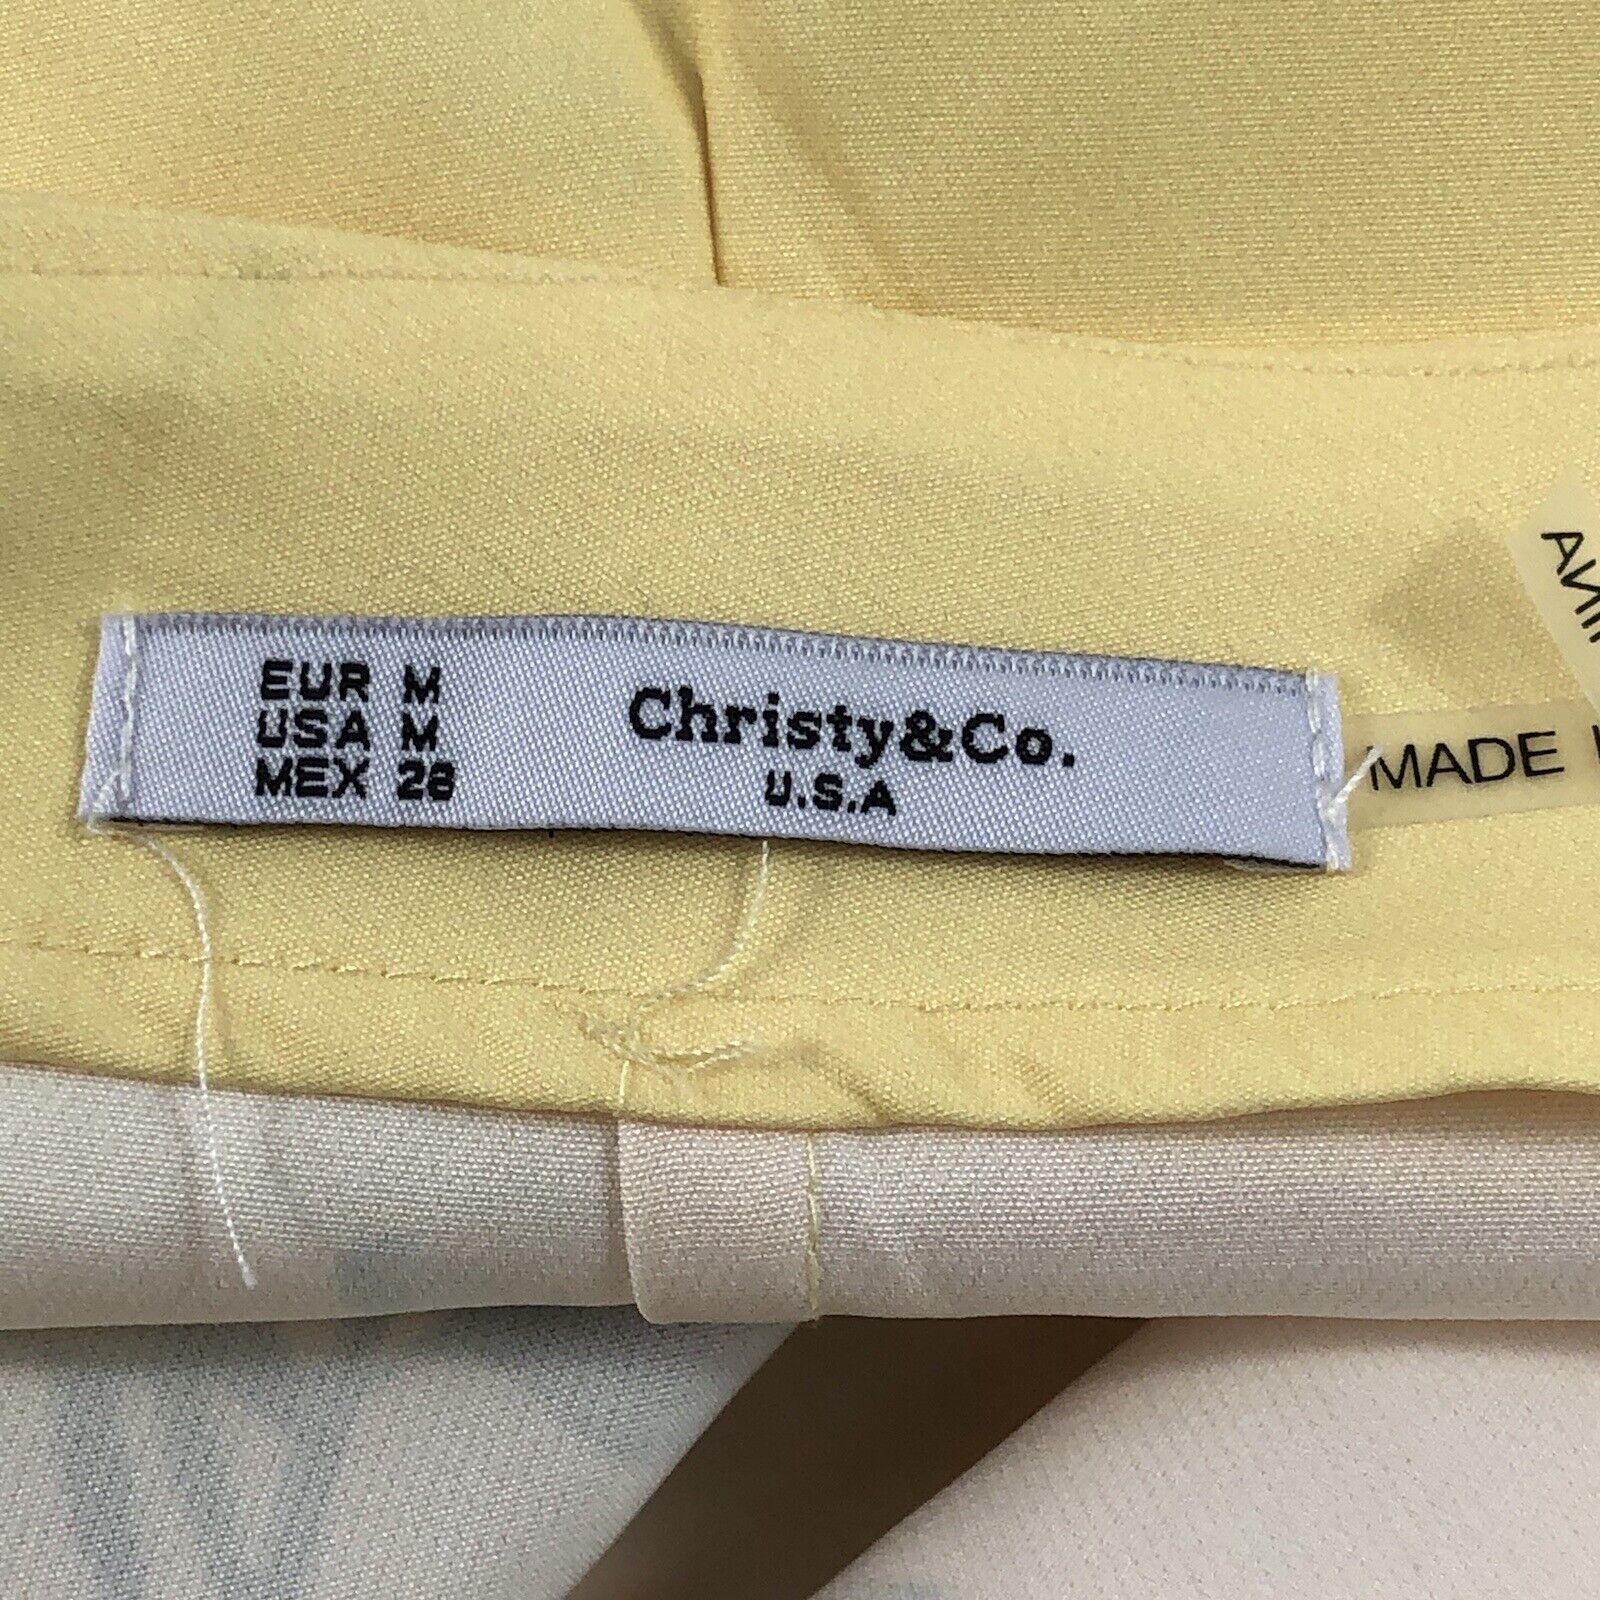 EUR M
USA M
MEX 28
Christy&Co.
U.S.A
MADE